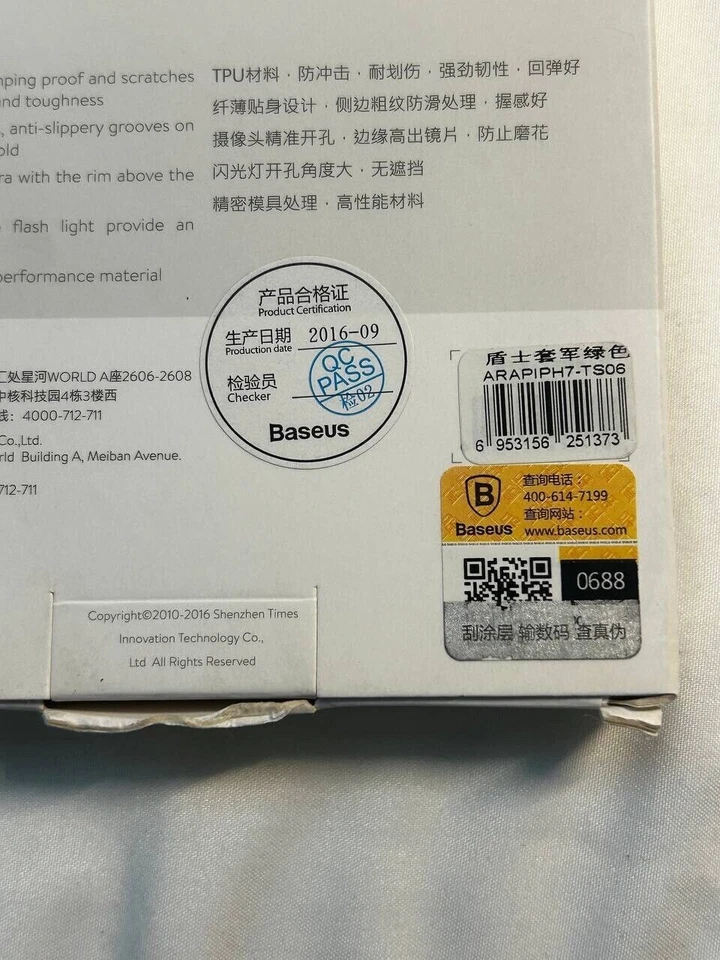 mping proof and scratches
and toughness
, anti-slippery grooves on
old
ra with the rim above the
flash light provide an
performance material
TPU材料 · 防冲击 · 耐划伤 · 强劲韧性 · 回弹好
纤薄贴身设计 · 侧边粗纹防滑处理 · 握感好
摄像头精准开孔 · 边缘高出镜片 · 防止磨花
闪光灯开孔角度大 · 无遮挡
精密模具处理 · 高性能材料
产品合格证
Product Certification
生产日期 2016-09
Production date
QC
PASS
检02
检验员
Checker
Baseus
汇处星河WORLD A座2606-2608
中核科技园4栋3楼西
线：4000-712-711
Co.,Ltd.
rld Building A, Meiban Avenue.
712-711
盾士套军绿色
ARAPIPH7-TS06
6 953156 251373
B
Baseus
查询电话：
400-614-7199
查询网站：
www.baseus.com
0688
刮涂层 输数码 查真伪
Copyright©2010-2016 Shenzhen Times
Innovation Technology Co.,
Ltd All Rights Reserved